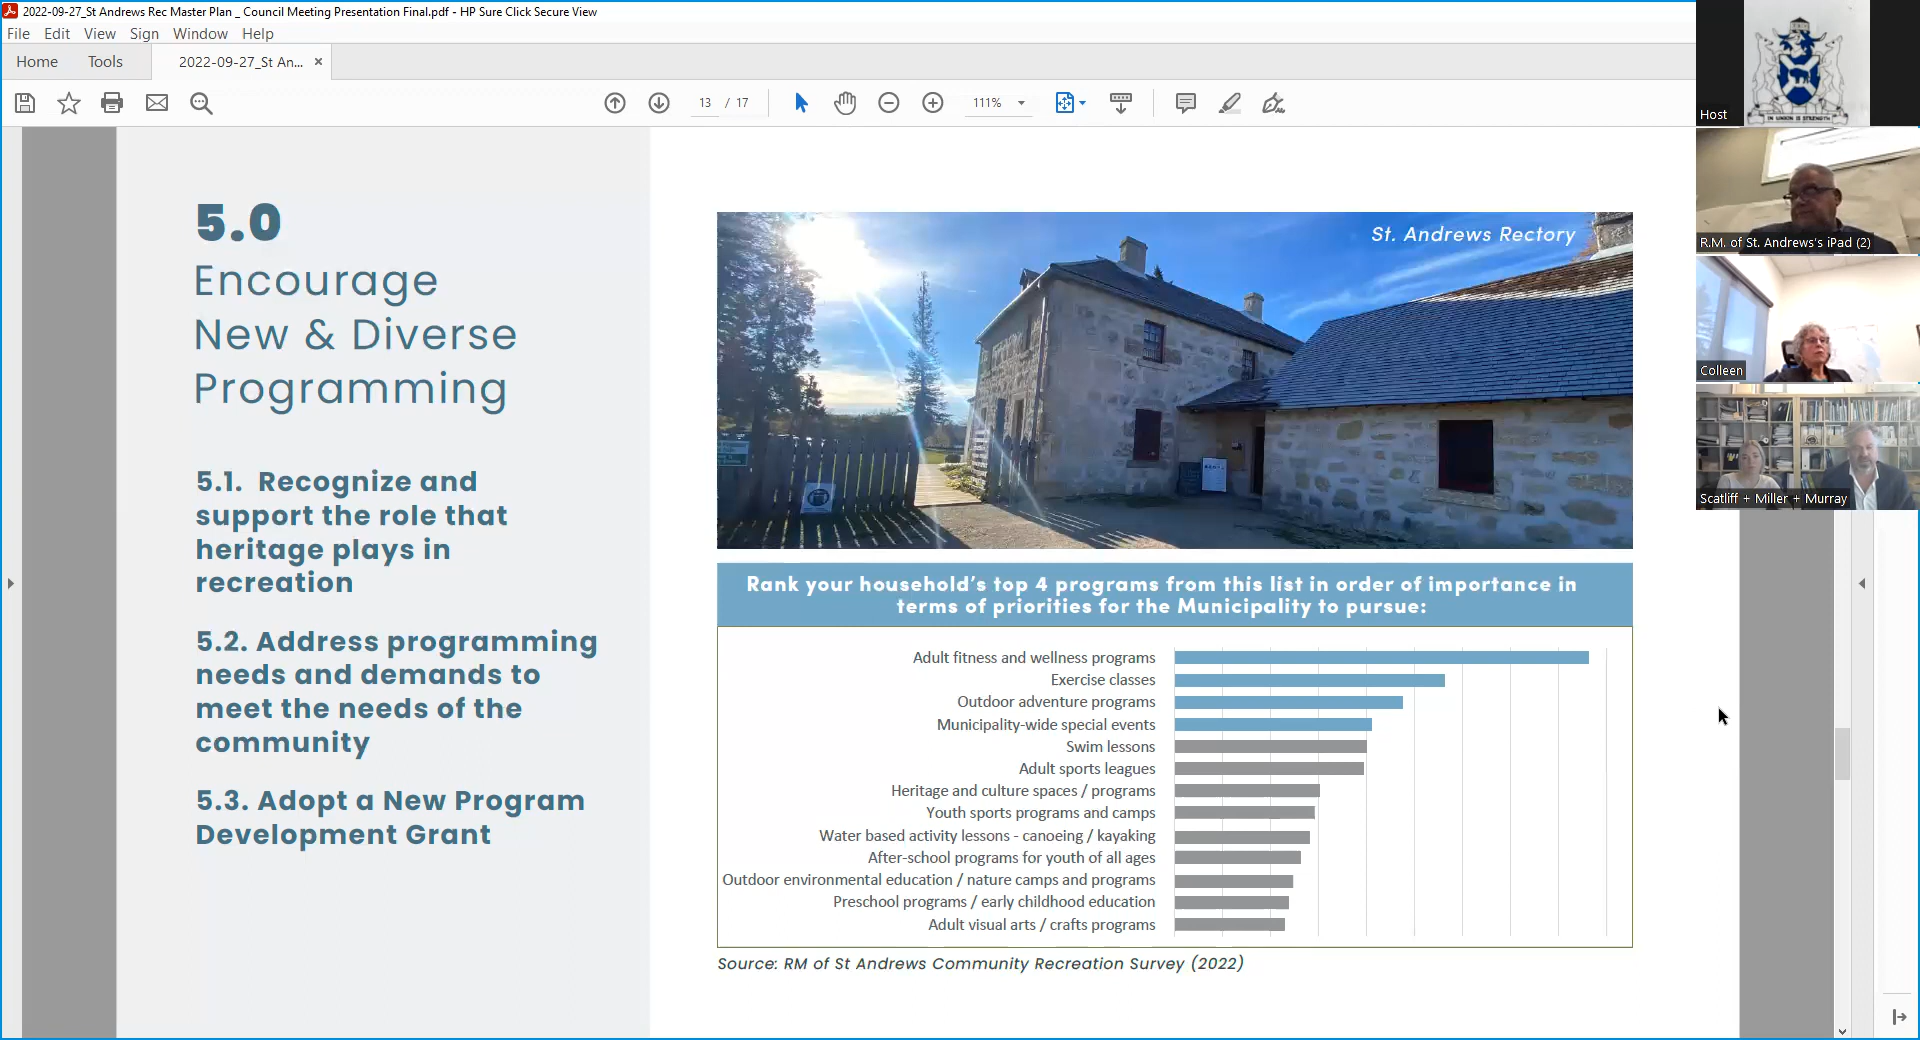 2022-09-27_St Andrews Rec Master Plan _ Council Meeting Presentation Final.pdf - HP Sure Click Secure View
File Edit View Sign Window Help
Home Tools 2022-09-27_St An... ×
13 / 17 111%
5.0
Encourage
New & Diverse
Programming
5.1. Recognize and
support the role that
heritage plays in
recreation
5.2. Address programming
needs and demands to
meet the needs of the
community
5.3. Adopt a New Program
Development Grant
St. Andrews Rectory
Rank your household's top 4 programs from this list in order of importance in
terms of priorities for the Municipality to pursue:
Adult fitness and wellness programs
Exercise classes
Outdoor adventure programs
Municipality-wide special events
Swim lessons
Adult sports leagues
Heritage and culture spaces / programs
Youth sports programs and camps
Water based activity lessons - canoeing / kayaking
After-school programs for youth of all ages
Outdoor environmental education / nature camps and programs
Preschool programs / early childhood education
Adult visual arts / crafts programs
Source: RM of St Andrews Community Recreation Survey (2022)
IN UNION IS STRENGTH
Host
R.M. of St. Andrews's iPad (2)
Colleen
Scatliff + Miller + Murray